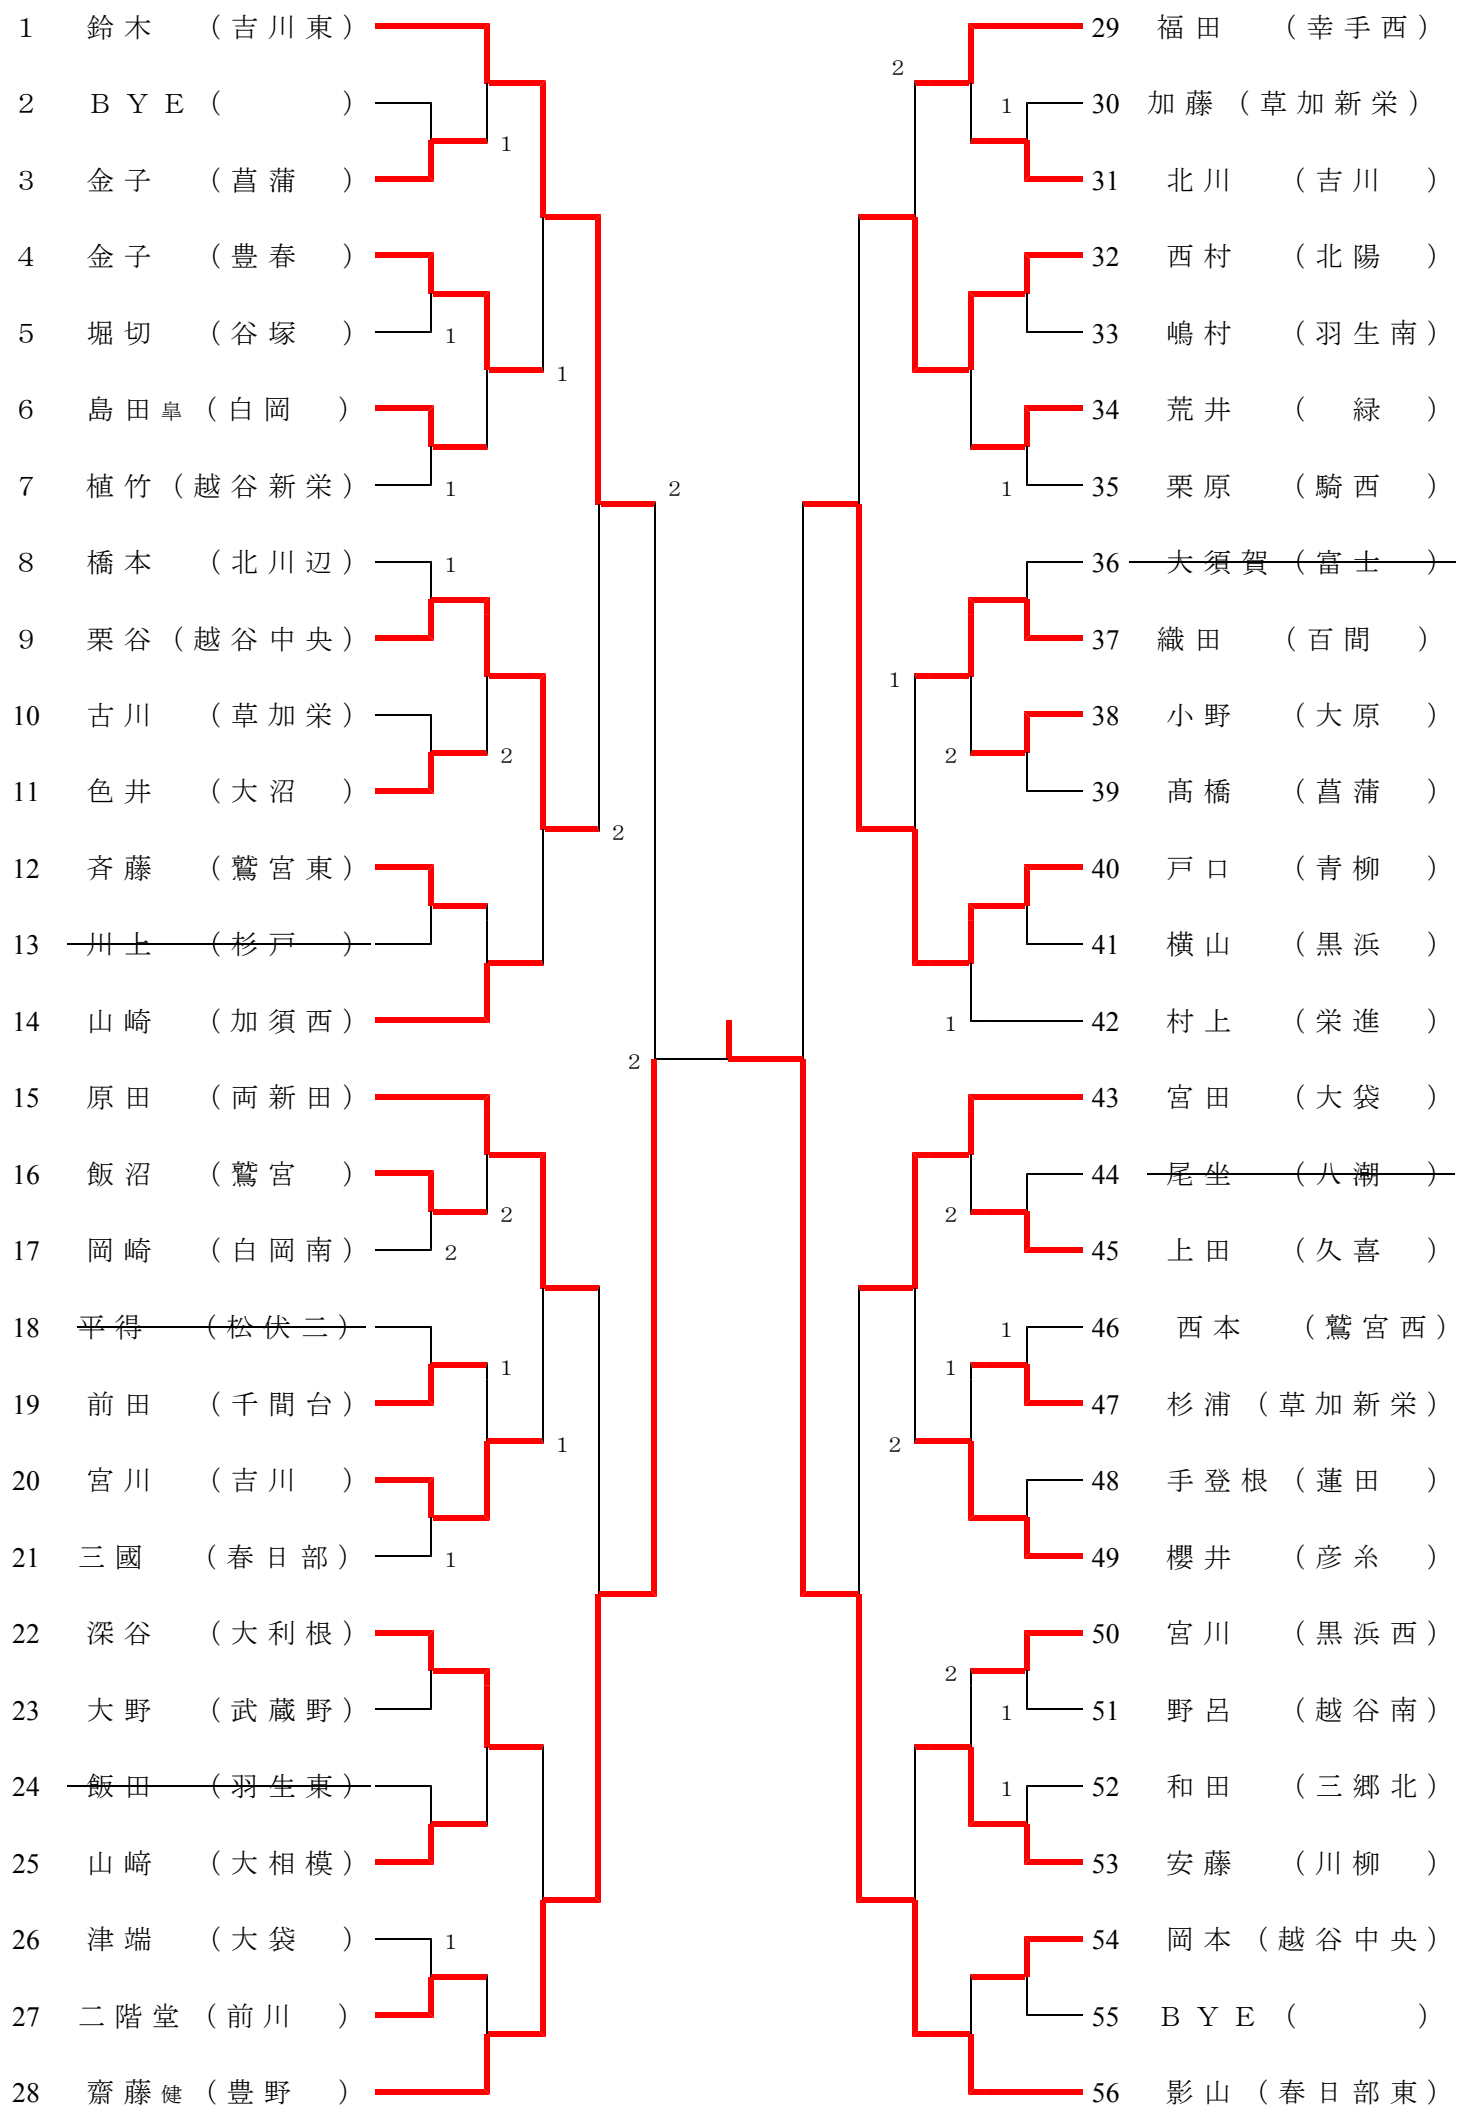 1 鈴木 (吉川東)
2 BYE ( )
1
3 金子 (菖蒲 )
4 金子 (豊春 )
5 堀切 (谷塚 )
1
1
6 島田皐 (白岡 )
7 植竹 (越谷新栄)
1
2
8 橋本 (北川辺)
1
9 栗谷 (越谷中央)
10 古川 (草加栄)
2
11 色井 (大沼 )
2
12 斉藤 (鷲宮東)
13 川上 (杉戸 )
14 山崎 (加須西)
2
15 原田 (両新田)
16 飯沼 (鷲宮 )
2
17 岡崎 (白岡南)
2
18 平得 (松伏二)
1
19 前田 (千間台)
1
20 宮川 (吉川 )
21 三國 (春日部)
1
22 深谷 (大利根)
23 大野 (武蔵野)
24 飯田 (羽生東)
25 山﨑 (大相模)
26 津端 (大袋 )
1
27 二階堂 (前川 )
28 齋藤健 (豊野 )
29 福田 (幸手西)
2
1
30 加藤 (草加新栄)
31 北川 (吉川 )
32 西村 (北陽 )
33 嶋村 (羽生南)
34 荒井 ( 緑 )
1
35 栗原 (騎西 )
36 大須賀 (富士 )
37 織田 (百間 )
1
38 小野 (大原 )
2
39 髙橋 (菖蒲 )
40 戸口 (青柳 )
41 横山 (黒浜 )
1
42 村上 (栄進 )
43 宮田 (大袋 )
44 尾坐 (八潮 )
2
45 上田 (久喜 )
1
46 西本 (鷲宮西)
1
47 杉浦 (草加新栄)
2
48 手登根 (蓮田 )
49 櫻井 (彦糸 )
50 宮川 (黒浜西)
2
1
51 野呂 (越谷南)
1
52 和田 (三郷北)
53 安藤 (川柳 )
54 岡本 (越谷中央)
55 BYE ( )
56 影山 (春日部東)